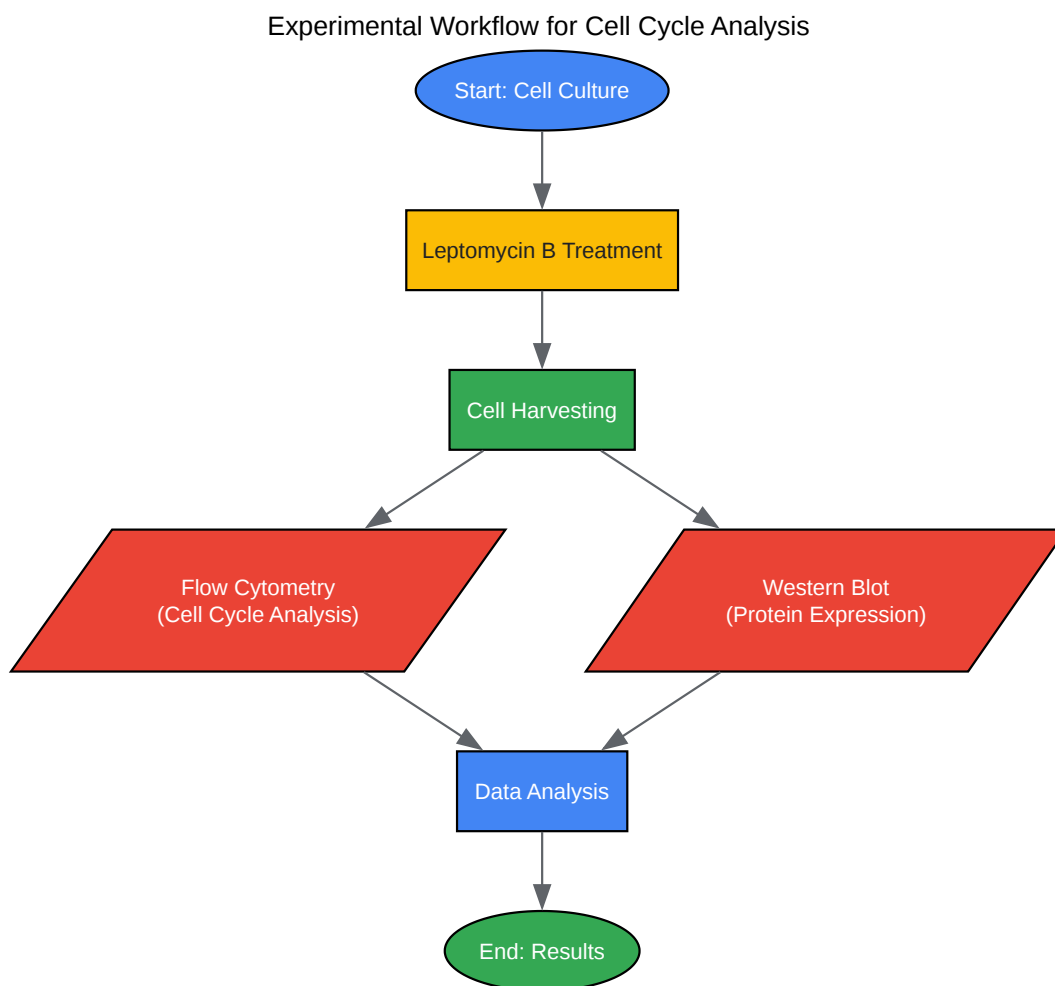 Experimental Workflow for Cell Cycle Analysis
Start: Cell Culture
Leptomycin B Treatment
Cell Harvesting
Flow Cytometry
(Cell Cycle Analysis)
Western Blot
(Protein Expression)
Data Analysis
End: Results